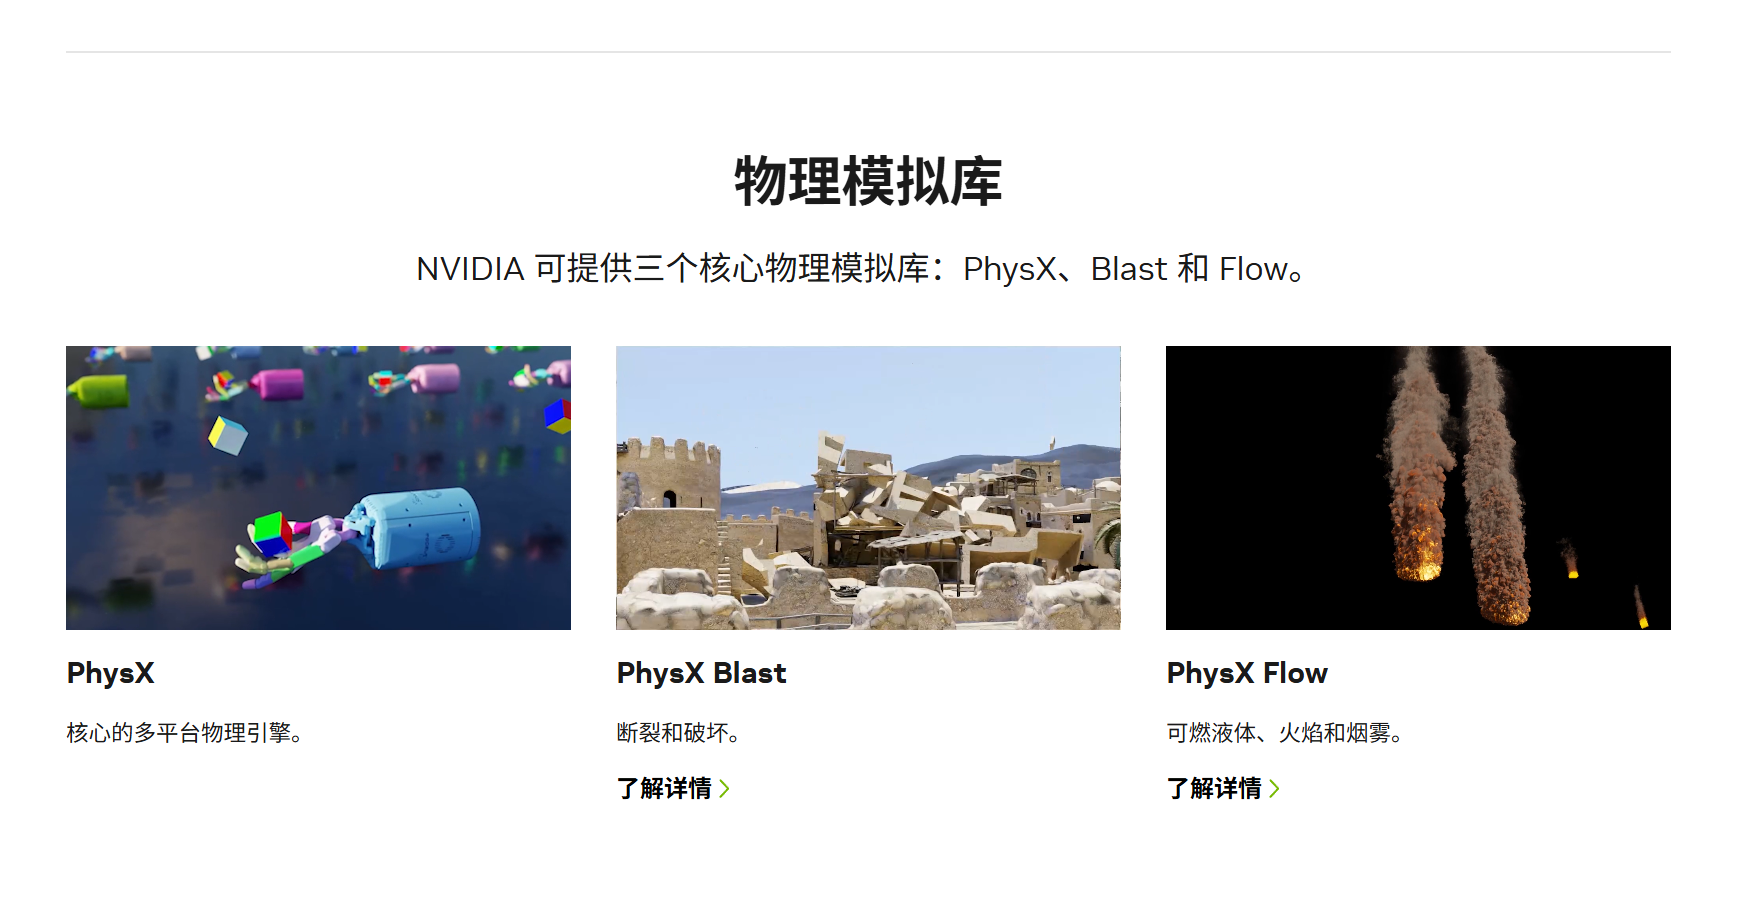 物理模拟库
NVIDIA 可提供三个核心物理模拟库：PhysX、Blast 和 Flow。
PhysX
核心的多平台物理引擎。
PhysX Blast
断裂和破坏。
了解详情
PhysX Flow
可燃液体、火焰和烟雾。
了解详情